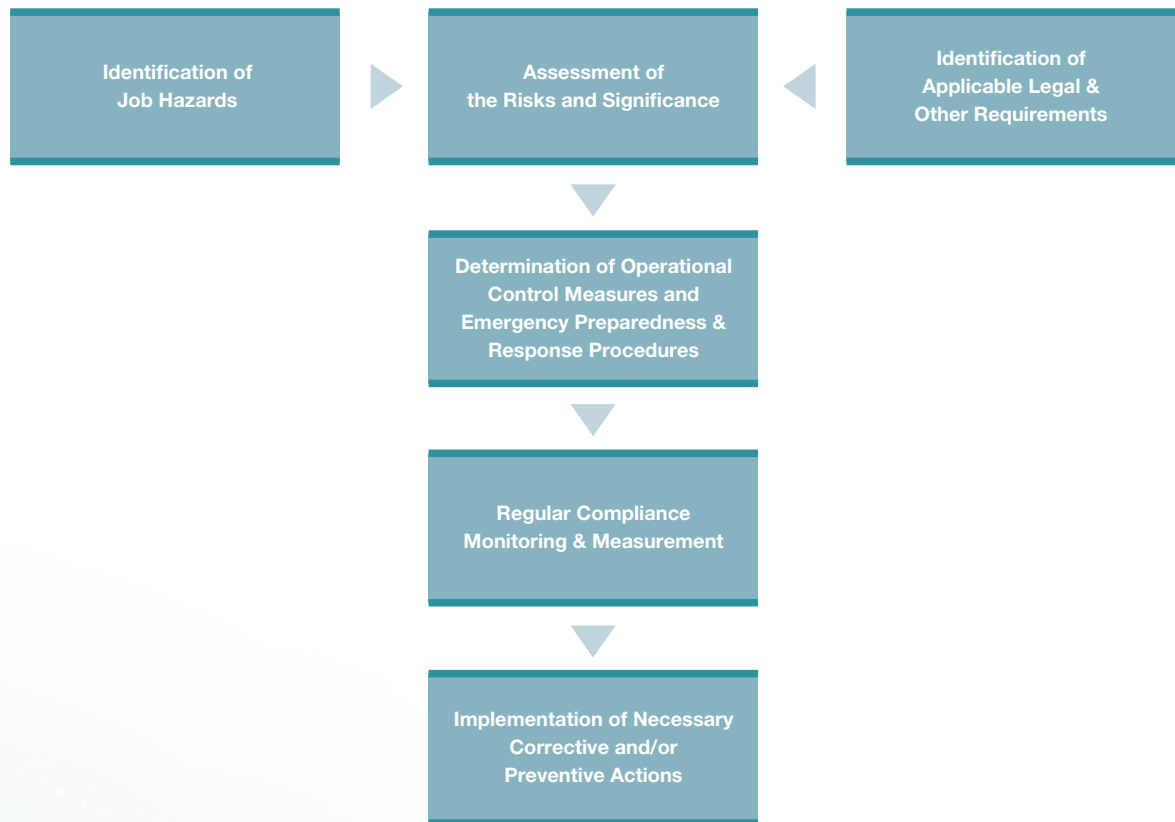 Identification of
Job Hazards
Assessment of
the Risks and Significance
Identification of
Applicable Legal &
Other Requirements
Determination of Operational
Control Measures and
Emergency Preparedness &
Response Procedures
Regular Compliance
Monitoring & Measurement
Implementation of Necessary
Corrective and/or
Preventive Actions